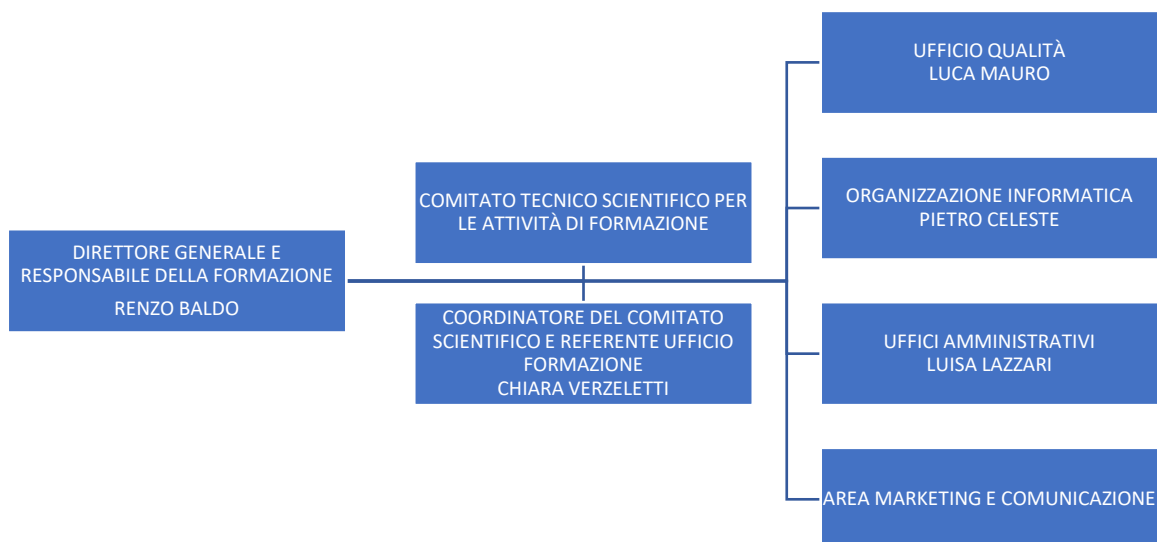 DIRETTORE GENERALE E
RESPONSABILE DELLA FORMAZIONE
RENZO BALDO
COMITATO TECNICO SCIENTIFICO PER
LE ATTIVITÀ DI FORMAZIONE
COORDINATORE DEL COMITATO
SCIENTIFICO E REFERENTE UFFICIO
FORMAZIONE
CHIARA VERZELETTI
UFFICIO QUALITÀ
LUCA MAURO
ORGANIZZAZIONE INFORMATICA
PIETRO CELESTE
UFFICI AMMINISTRATIVI
LUISA LAZZARI
AREA MARKETING E COMUNICAZIONE